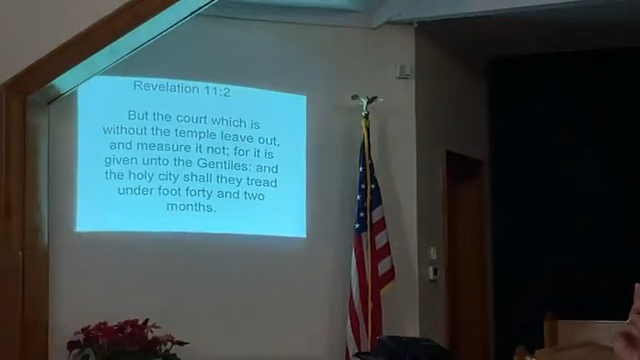 Revelation 11:2
But the court which is
without the temple leave out,
and measure it not; for it is
given unto the Gentiles: and
the holy city shall they tread
under foot forty and two
months.